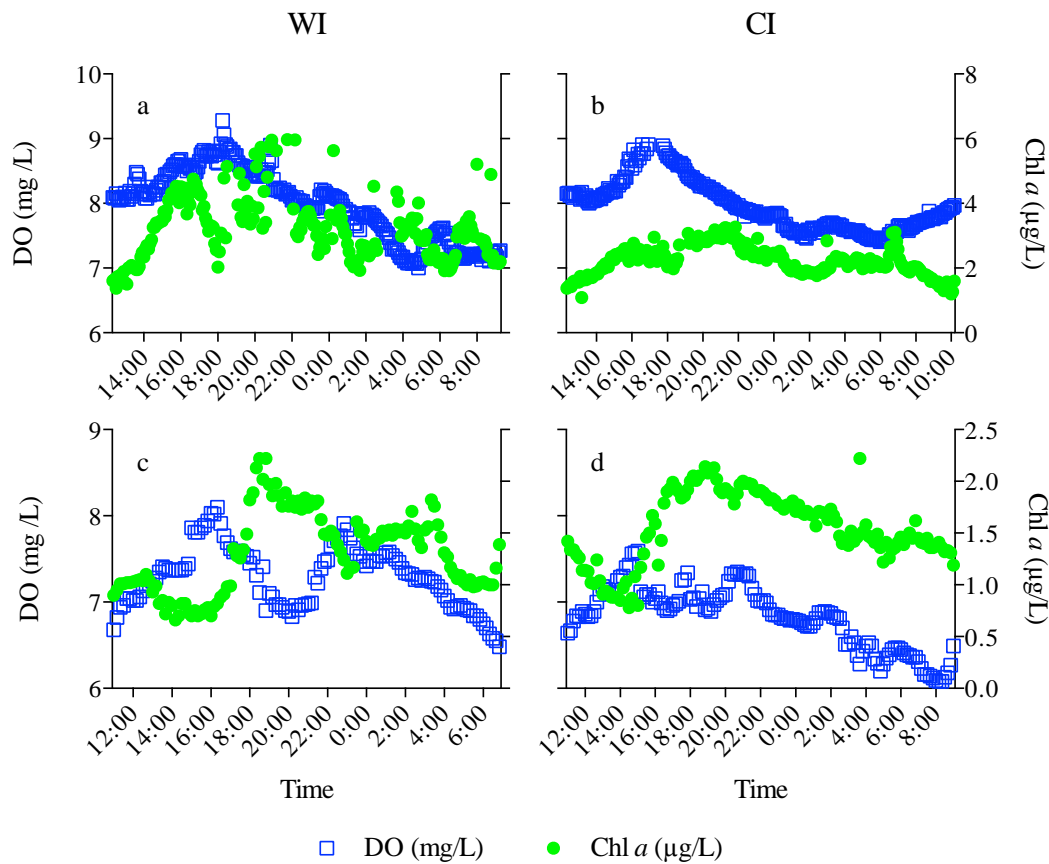 WI CI
10
9
8
7
6
DO (mg /L)
a
14:00 16:00 18:00 20:00 22:00 0:00 2:00 4:00 6:00 8:00
b
8
6
4
2
0
Chl a (µg/L)
14:00 16:00 18:00 20:00 22:00 0:00 2:00 4:00 6:00 8:00 10:00
9
8
7
6
DO (mg /L)
c
12:00 14:00 16:00 18:00 20:00 22:00 0:00 2:00 4:00 6:00
Time
d
2.5
2.0
1.5
1.0
0.5
0.0
Chl a (µg/L)
12:00 14:00 16:00 18:00 20:00 22:00 0:00 2:00 4:00 6:00 8:00
Time
DO (mg/L) Chl a (µg/L)